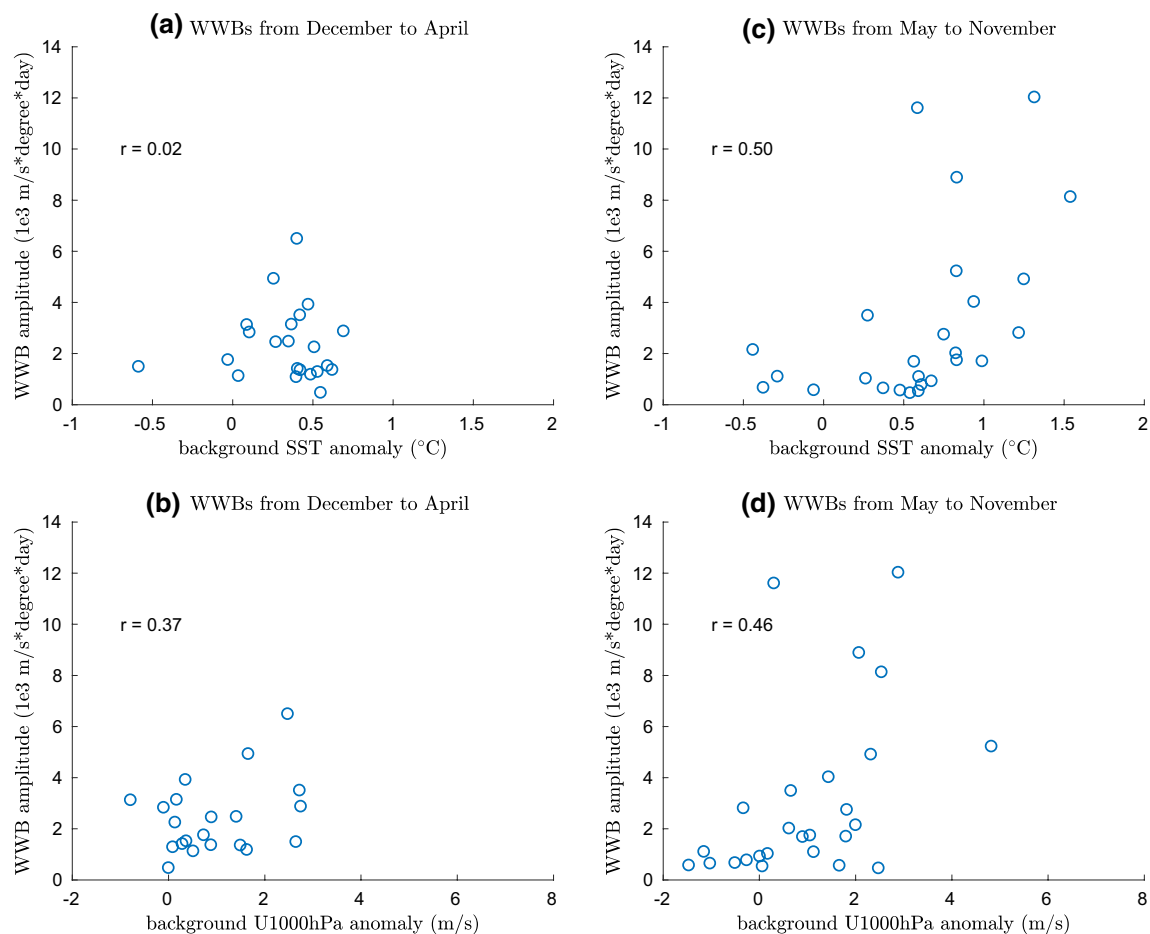 (a) WWBs from December to April
14
12
10
8
6
4
2
0
WWB amplitude (1e3 m/s*degree*day)
r = 0.02
-1 -0.5 0 0.5 1 1.5 2
background SST anomaly (°C)
(c) WWBs from May to November
14
12
10
8
6
4
2
0
WWB amplitude (1e3 m/s*degree*day)
r = 0.50
-1 -0.5 0 0.5 1 1.5 2
background SST anomaly (°C)
(b) WWBs from December to April
14
12
10
8
6
4
2
0
WWB amplitude (1e3 m/s*degree*day)
r = 0.37
-2 0 2 4 6 8
background U1000hPa anomaly (m/s)
(d) WWBs from May to November
14
12
10
8
6
4
2
0
WWB amplitude (1e3 m/s*degree*day)
r = 0.46
-2 0 2 4 6 8
background U1000hPa anomaly (m/s)